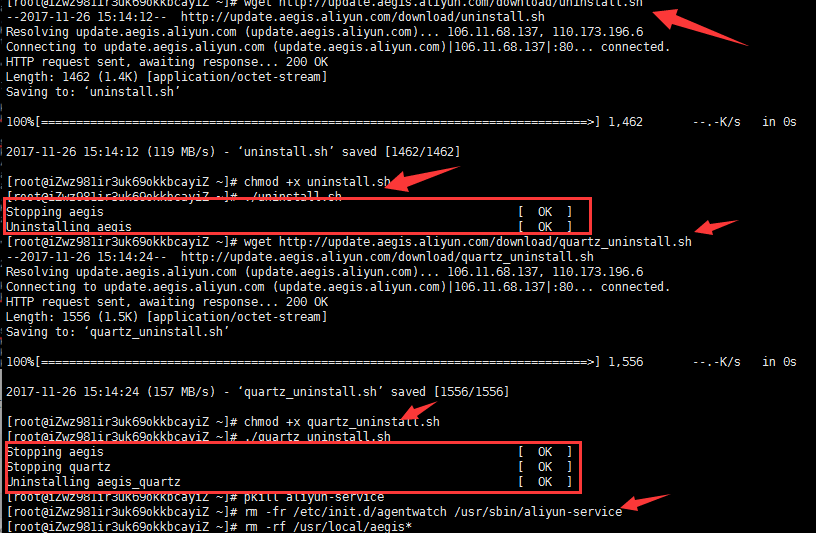 [root@iZwz981ir3uk69okkbcayiZ ~]# wget http://update.aegis.aliyun.com/download/uninstall.sh
--2017-11-26 15:14:12--  http://update.aegis.aliyun.com/download/uninstall.sh
Resolving update.aegis.aliyun.com (update.aegis.aliyun.com)... 106.11.68.137, 110.173.196.6
Connecting to update.aegis.aliyun.com (update.aegis.aliyun.com)|106.11.68.137|:80... connected.
HTTP request sent, awaiting response... 200 OK
Length: 1462 (1.4K) [application/octet-stream]
Saving to: ‘uninstall.sh’
100%[===================================================================>] 1,462       --.-K/s   in 0s
2017-11-26 15:14:12 (119 MB/s) - ‘uninstall.sh’ saved [1462/1462]
[root@iZwz981ir3uk69okkbcayiZ ~]# chmod +x uninstall.sh
[root@iZwz981ir3uk69okkbcayiZ ~]# ./uninstall.sh
Stopping aegis                                                   [  OK  ]
Uninstalling aegis                                               [  OK  ]
[root@iZwz981ir3uk69okkbcayiZ ~]# wget http://update.aegis.aliyun.com/download/quartz_uninstall.sh
--2017-11-26 15:14:24--  http://update.aegis.aliyun.com/download/quartz_uninstall.sh
Resolving update.aegis.aliyun.com (update.aegis.aliyun.com)... 106.11.68.137, 110.173.196.6
Connecting to update.aegis.aliyun.com (update.aegis.aliyun.com)|106.11.68.137|:80... connected.
HTTP request sent, awaiting response... 200 OK
Length: 1556 (1.5K) [application/octet-stream]
Saving to: ‘quartz_uninstall.sh’
100%[===================================================================>] 1,556       --.-K/s   in 0s
2017-11-26 15:14:24 (157 MB/s) - ‘quartz_uninstall.sh’ saved [1556/1556]
[root@iZwz981ir3uk69okkbcayiZ ~]# chmod +x quartz_uninstall.sh
[root@iZwz981ir3uk69okkbcayiZ ~]# ./quartz_uninstall.sh
Stopping aegis                                                   [  OK  ]
Stopping quartz                                                  [  OK  ]
Uninstalling aegis_quartz                                        [  OK  ]
[root@iZwz981ir3uk69okkbcayiZ ~]# pkill aliyun-service
[root@iZwz981ir3uk69okkbcayiZ ~]# rm -fr /etc/init.d/agentwatch /usr/sbin/aliyun-service
[root@iZwz981ir3uk69okkbcayiZ ~]# rm -rf /usr/local/aegis*